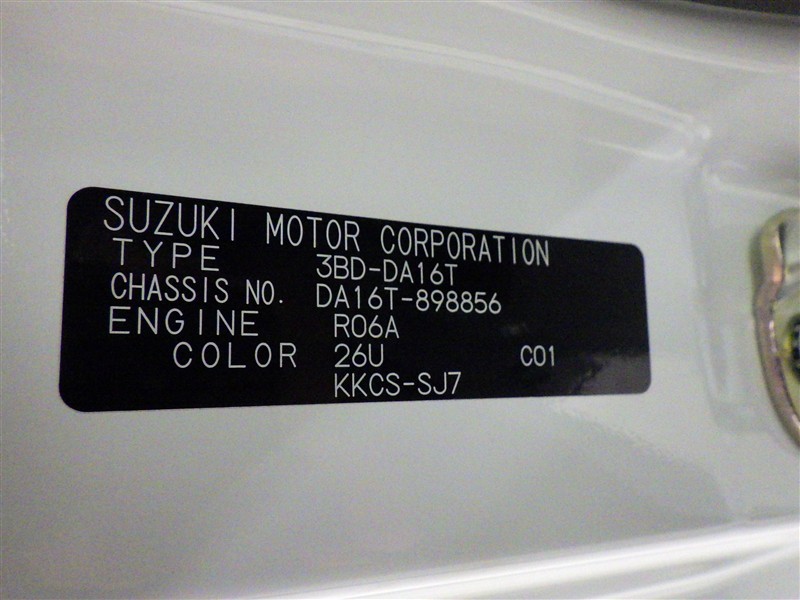 SUZUKI MOTOR CORPORATION
TYPE 3BD-DA16T
CHASSIS NO. DA16T-898856
ENGINE R06A
COLOR 26U C01
KKCS-SJ7